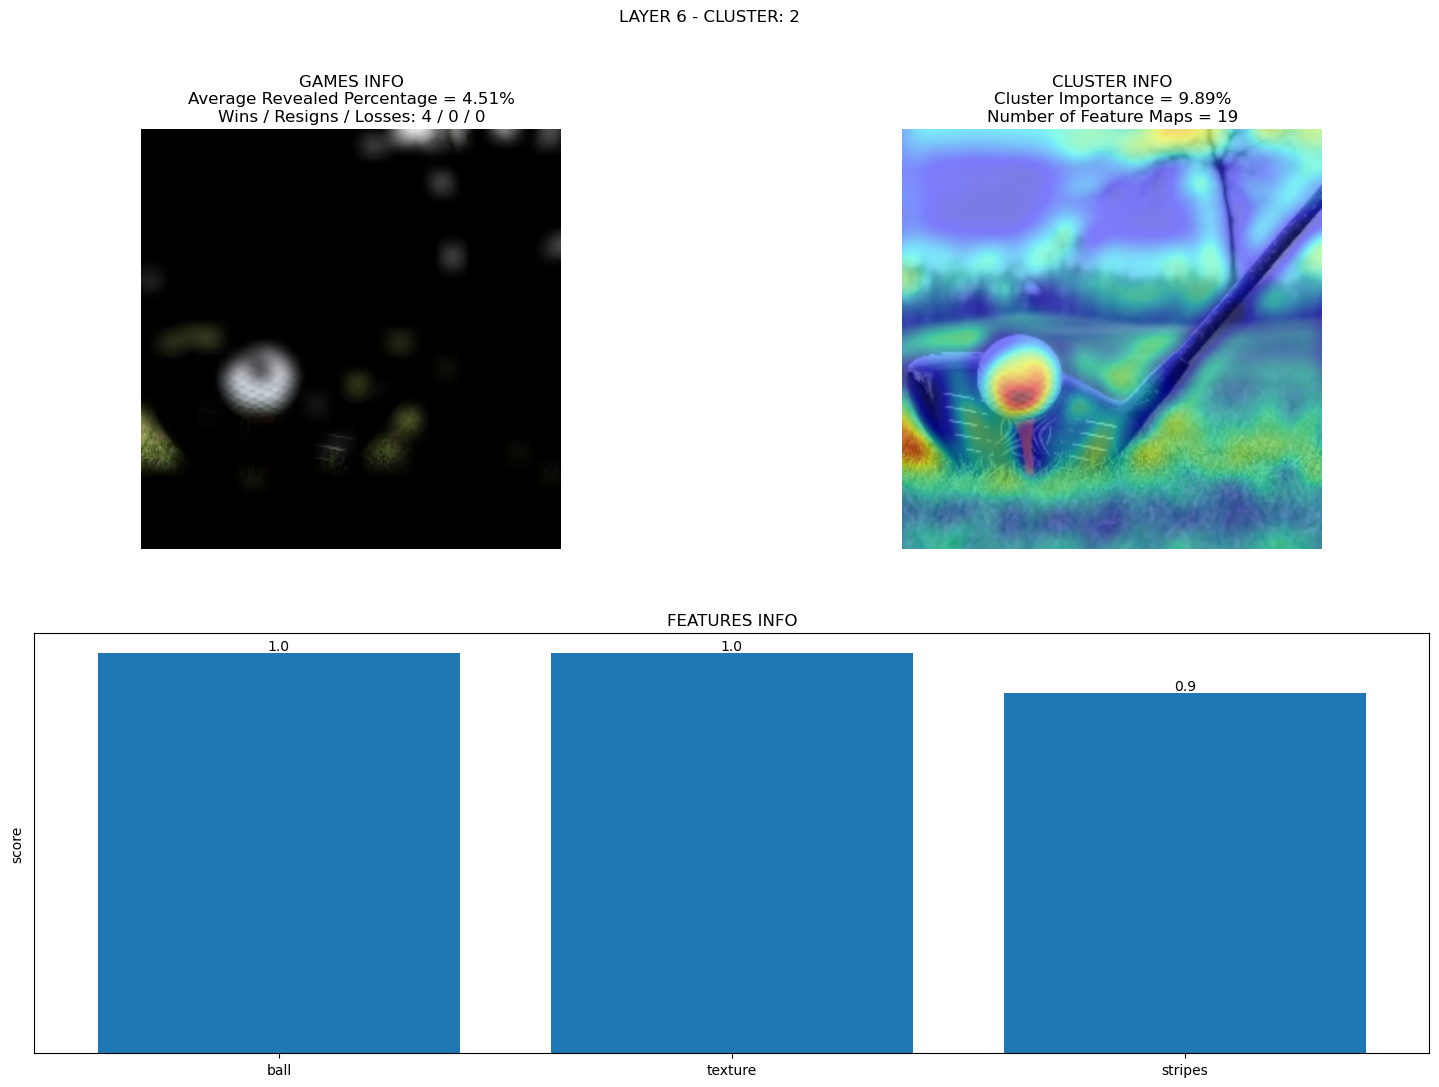 LAYER 6 - CLUSTER: 2
GAMES INFO
Average Revealed Percentage = 4.51%
Wins / Resigns / Losses: 4 / 0 / 0
CLUSTER INFO
Cluster Importance = 9.89%
Number of Feature Maps = 19
FEATURES INFO
1.0
1.0
0.9
score
ball
texture
stripes